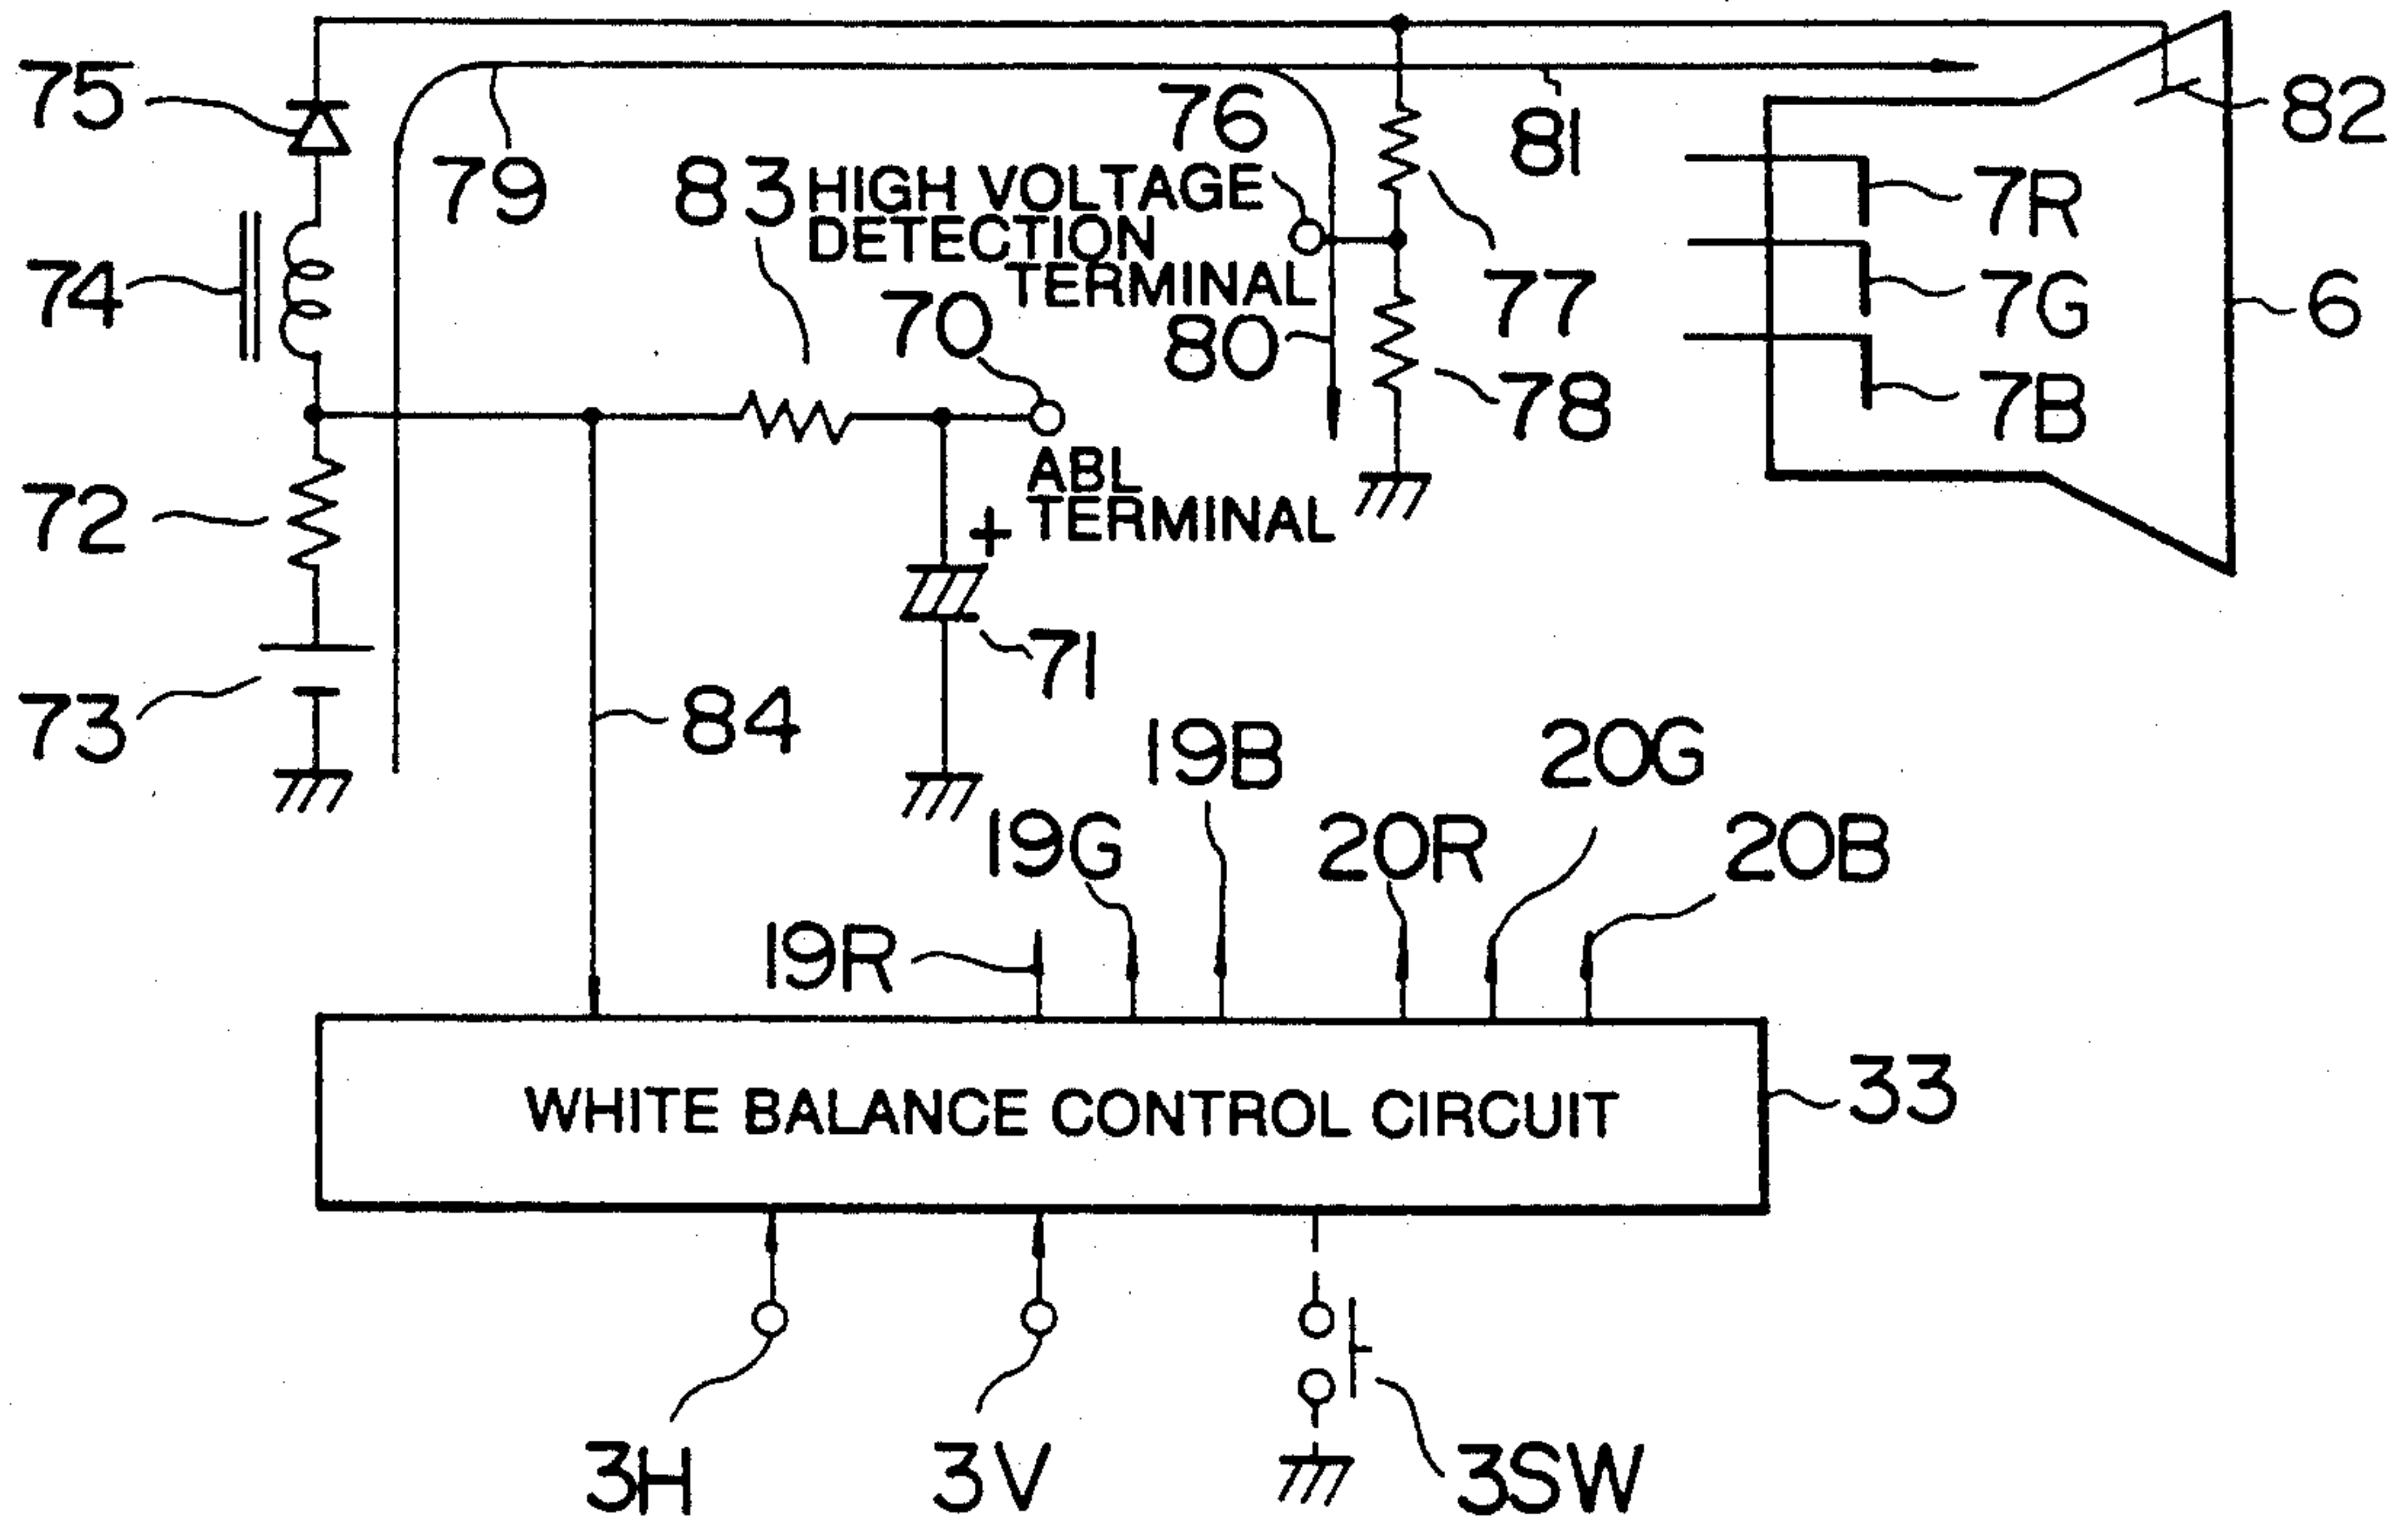 75
79
83
HIGH VOLTAGE
DETECTION
TERMINAL
76
81
82
7R
7G
7B
6
74
70
80
77
78
ABL
TERMINAL
72
+
71
73
84
19B
20G
19G
20R
20B
19R
WHITE BALANCE CONTROL CIRCUIT
33
3H
3V
3SW